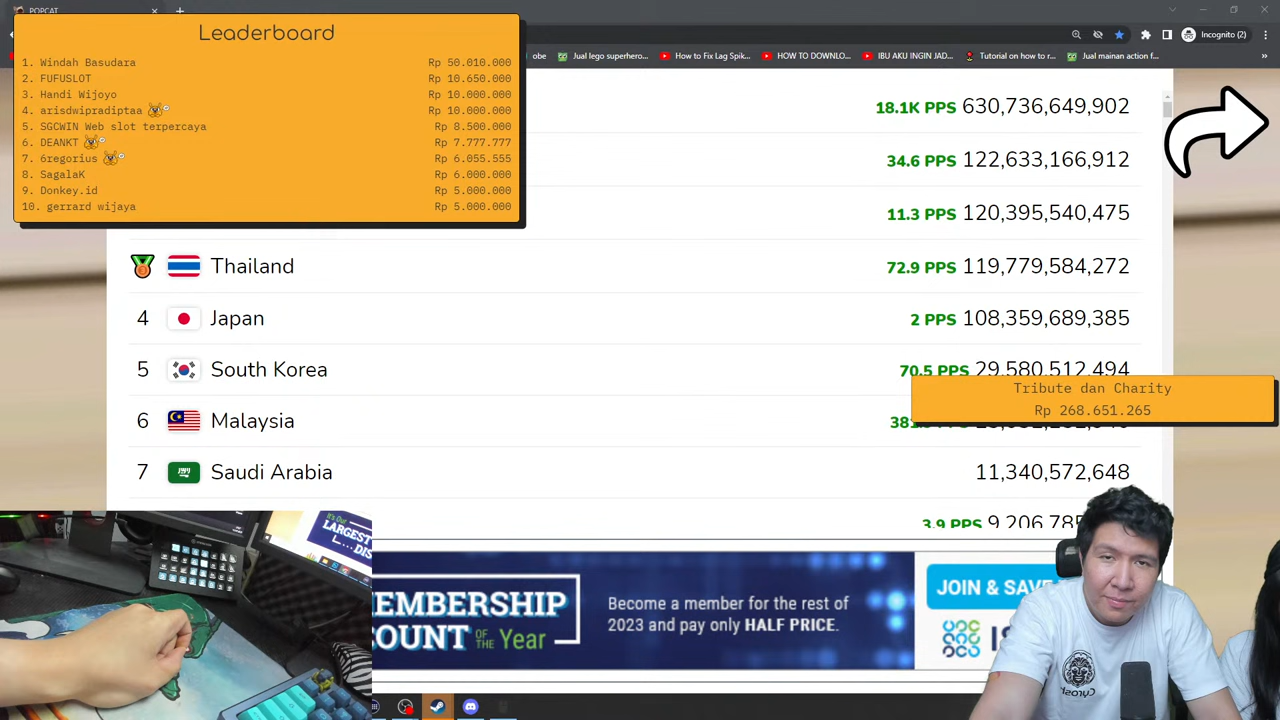 POPCAT
Incognito (2)
obe
Jual lego superhero...
How to Fix Lag Spik...
HOW TO DOWNLO...
IBU AKU INGIN JAD...
Tutorial on how to r...
Jual mainan action f...
Leaderboard
1. Windah Basudara Rp 50.010.000
2. FUFUSLOT Rp 10.650.000
3. Handi Wijoyo Rp 10.000.000
4. arisdwipradiptaa Rp 10.000.000
5. SGCWIN Web slot terpercaya Rp 8.500.000
6. DEANKT Rp 7.777.777
7. 6regorius Rp 6.055.555
8. SagalaK Rp 6.000.000
9. Donkey.id Rp 5.000.000
10. gerrard wijaya Rp 5.000.000
18.1K PPS 630,736,649,902
34.6 PPS 122,633,166,912
11.3 PPS 120,395,540,475
3 Thailand 72.9 PPS 119,779,584,272
4 Japan 2 PPS 108,359,689,385
5 South Korea 70.5 PPS 29,580,512,494
Tribute dan Charity
Rp 268.651.265
6 Malaysia
7 Saudi Arabia 11,340,572,648
3.9 PPS
It's Our
LARGEST
MEMBERSHIP
COUNT OF THE Year
Become a member for the rest of
2023 and pay only HALF PRICE.
JOIN & SAVE
IS
Cyrosh